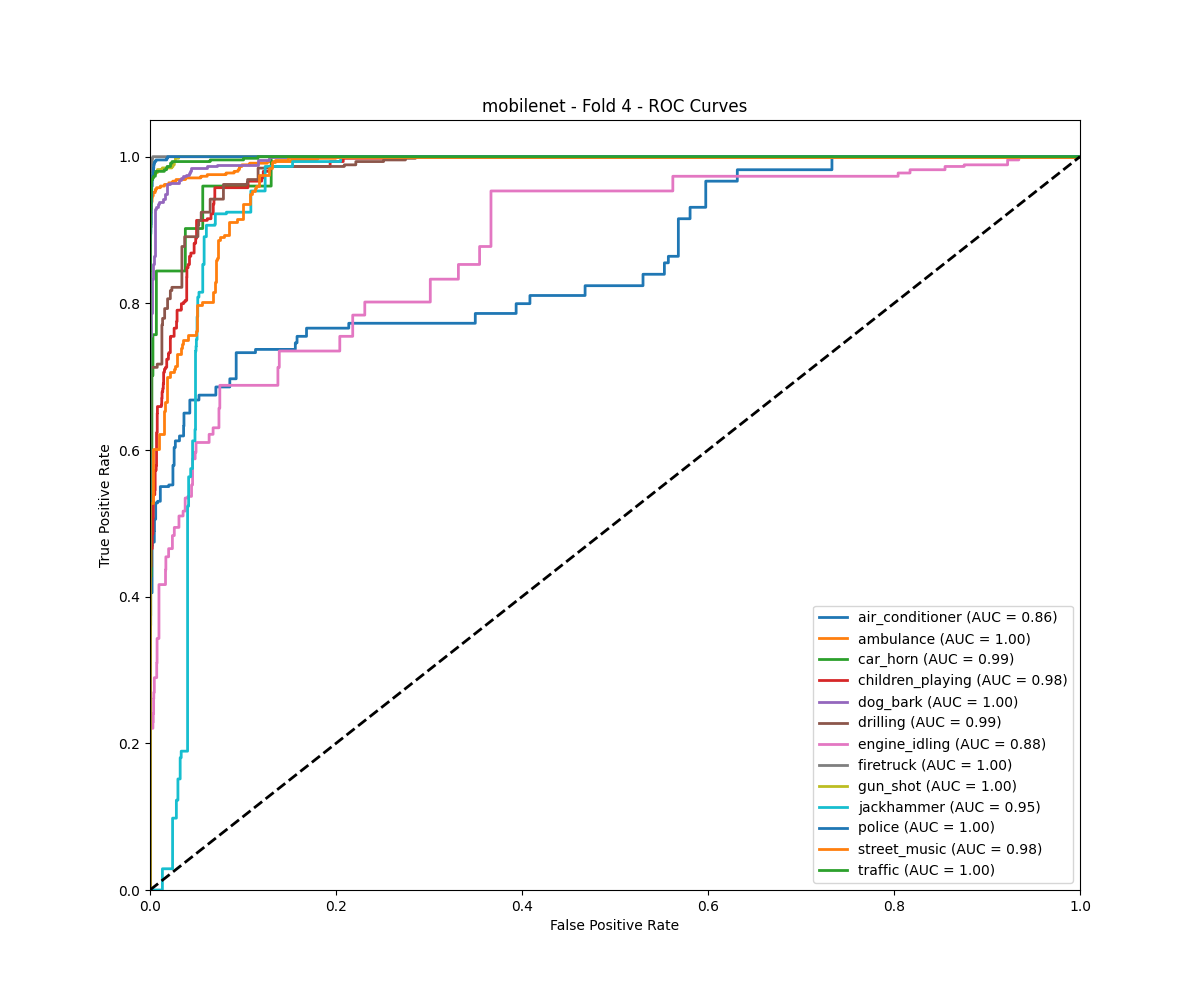 mobilenet - Fold 4 - ROC Curves
1.0
0.8
0.6
0.4
0.2
0.0
True Positive Rate
0.0 0.2 0.4 0.6 0.8 1.0
False Positive Rate
air_conditioner (AUC = 0.86)
ambulance (AUC = 1.00)
car_horn (AUC = 0.99)
children_playing (AUC = 0.98)
dog_bark (AUC = 1.00)
drilling (AUC = 0.99)
engine_idling (AUC = 0.88)
firetruck (AUC = 1.00)
gun_shot (AUC = 1.00)
jackhammer (AUC = 0.95)
police (AUC = 1.00)
street_music (AUC = 0.98)
traffic (AUC = 1.00)